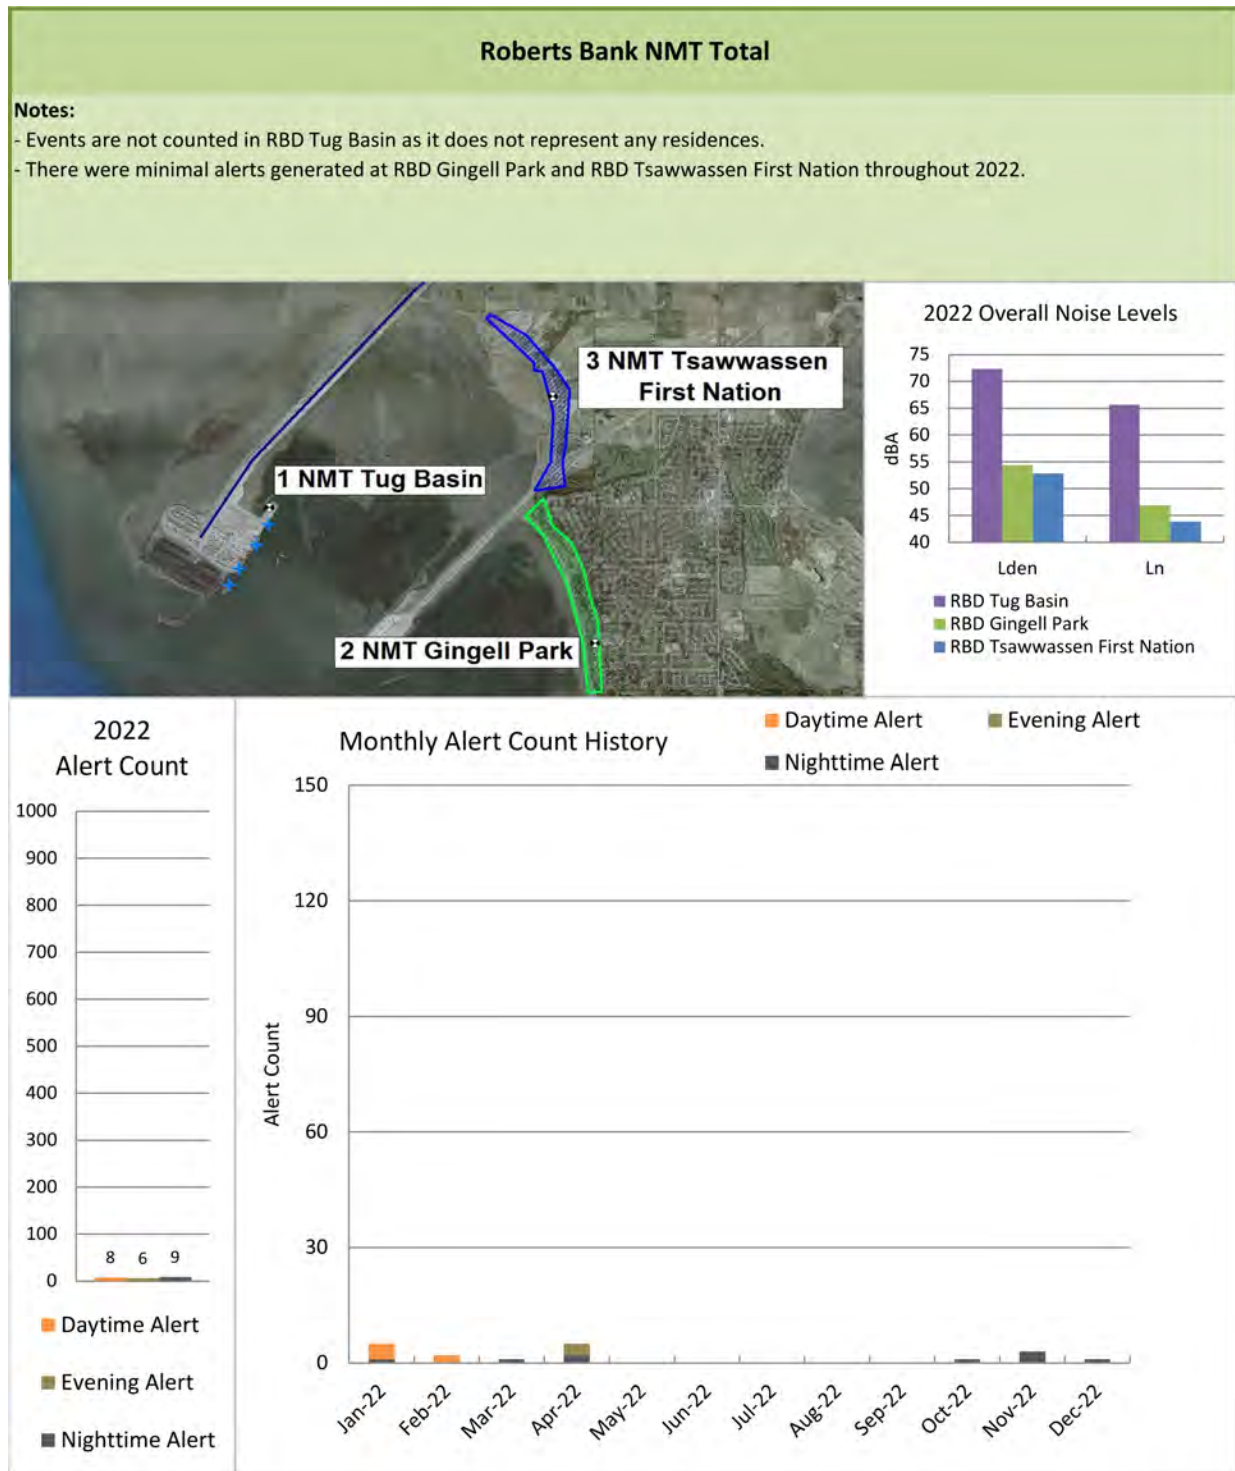 Roberts Bank NMT Total
Notes:
- Events are not counted in RBD Tug Basin as it does not represent any residences.
- There were minimal alerts generated at RBD Gingell Park and RBD Tsawwassen First Nation throughout 2022.
3 NMT Tsawwassen
First Nation
1 NMT Tug Basin
2 NMT Gingell Park
2022 Overall Noise Levels
75
70
65
60
55
50
45
40
dBA
Lden
Ln
RBD Tug Basin
RBD Gingell Park
RBD Tsawwassen First Nation
2022
Alert Count
1000
900
800
700
600
500
400
300
200
100
0
8 6 9
Daytime Alert
Evening Alert
Nighttime Alert
Monthly Alert Count History
Daytime Alert
Evening Alert
Nighttime Alert
150
120
90
60
30
0
Alert Count
Jan-22
Feb-22
Mar-22
Apr-22
May-22
Jun-22
Jul-22
Aug-22
Sep-22
Oct-22
Nov-22
Dec-22